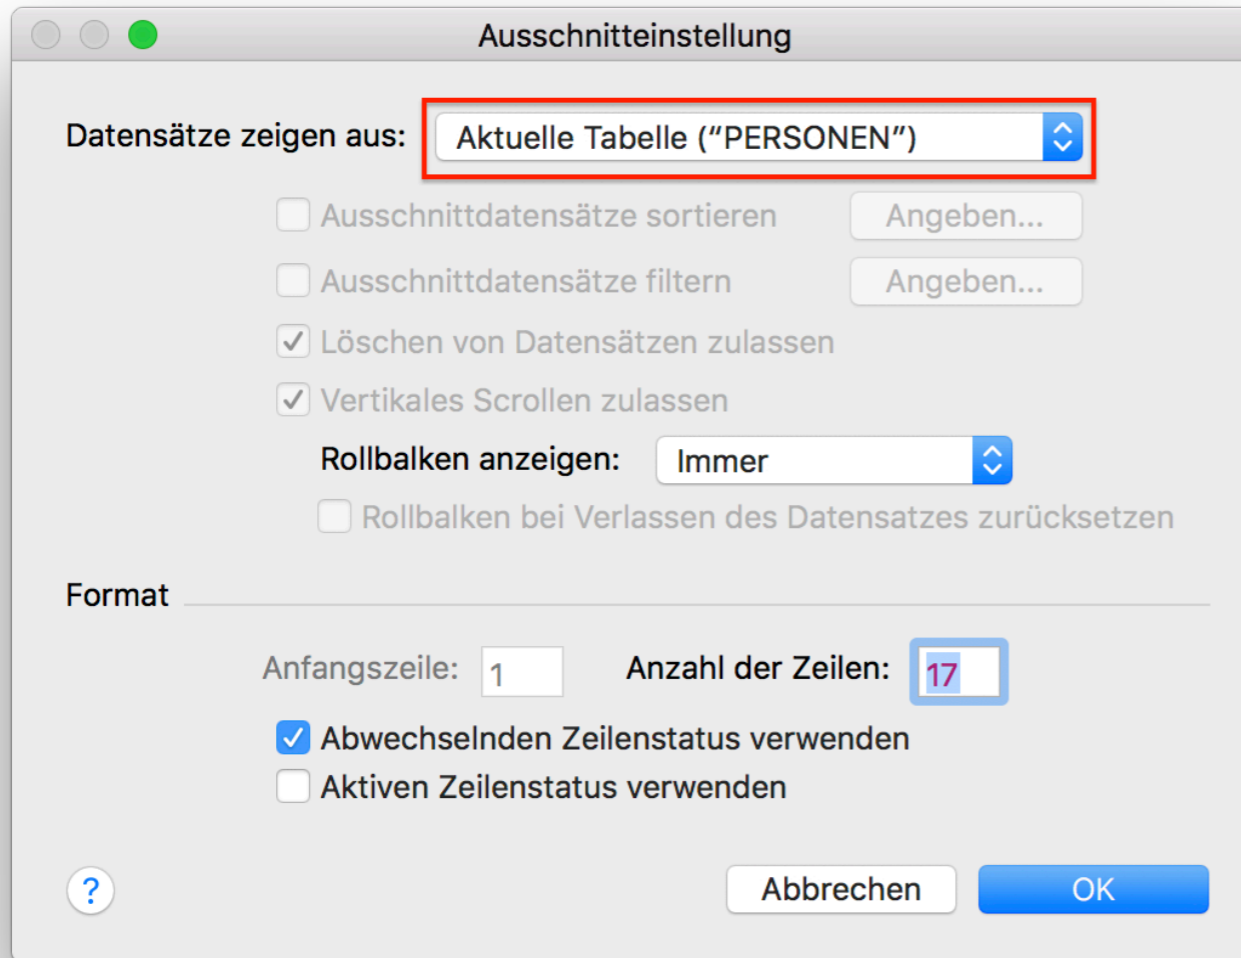 Ausschnitteinstellung
Datensätze zeigen aus: Aktuelle Tabelle (“PERSONEN”)
Ausschnittdatensätze sortieren Angeben...
Ausschnittdatensätze filtern Angeben...
Löschen von Datensätzen zulassen
Vertikales Scrollen zulassen
Rollbalken anzeigen: Immer
Rollbalken bei Verlassen des Datensatzes zurücksetzen
Format
Anfangszeile: 1 Anzahl der Zeilen: 17
Abwechselnden Zeilenstatus verwenden
Aktiven Zeilenstatus verwenden
? Abbrechen OK